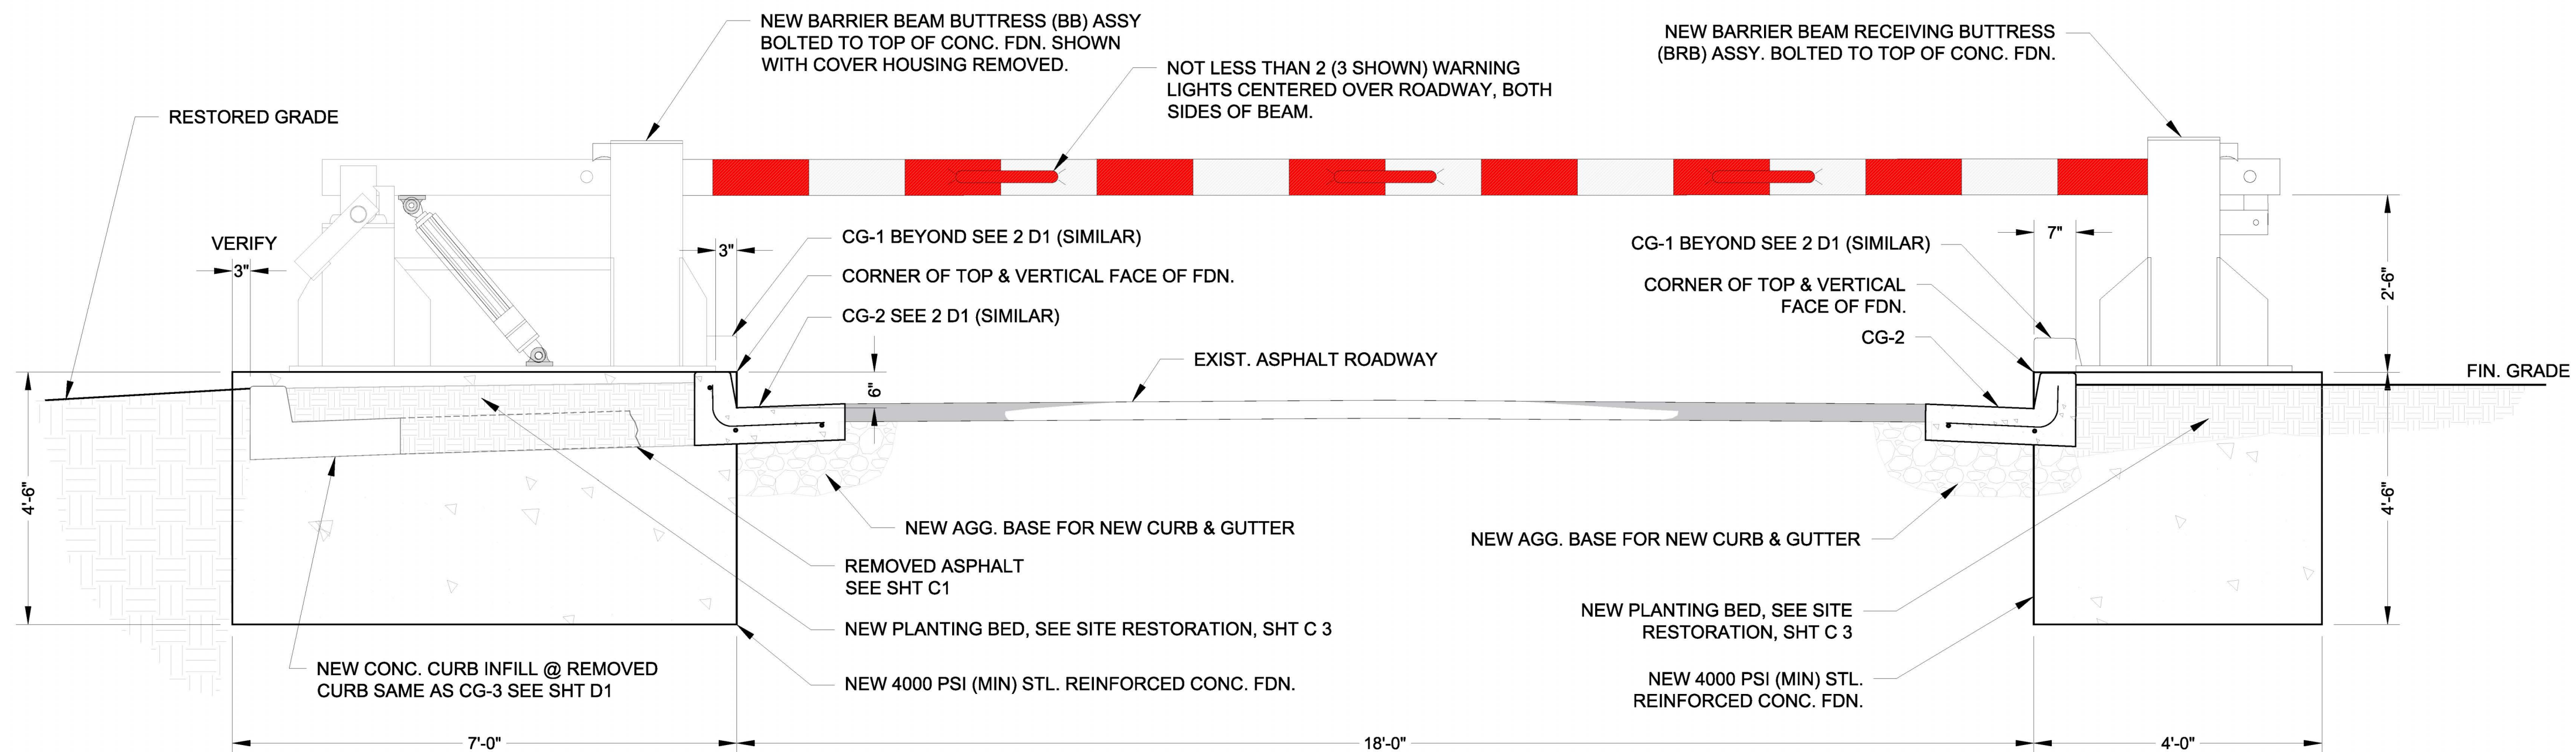 NEW BARRIER BEAM BUTTRESS (BB) ASSY
BOLTED TO TOP OF CONC. FDN. SHOWN
WITH COVER HOUSING REMOVED.
NEW BARRIER BEAM RECEIVING BUTTRESS
(BRB) ASSY. BOLTED TO TOP OF CONC. FDN.
NOT LESS THAN 2 (3 SHOWN) WARNING
LIGHTS CENTERED OVER ROADWAY, BOTH
SIDES OF BEAM.
RESTORED GRADE
VERIFY
3"
3"
CG-1 BEYOND SEE 2 D1 (SIMILAR)
CORNER OF TOP & VERTICAL FACE OF FDN.
CG-2 SEE 2 D1 (SIMILAR)
6"
EXIST. ASPHALT ROADWAY
7"
CG-1 BEYOND SEE 2 D1 (SIMILAR)
CORNER OF TOP & VERTICAL
FACE OF FDN.
CG-2
2'-6"
FIN. GRADE
4'-6"
4'-6"
NEW AGG. BASE FOR NEW CURB & GUTTER
REMOVED ASPHALT
SEE SHT C1
NEW PLANTING BED, SEE SITE RESTORATION, SHT C 3
NEW 4000 PSI (MIN) STL. REINFORCED CONC. FDN.
NEW CONC. CURB INFILL @ REMOVED
CURB SAME AS CG-3 SEE SHT D1
NEW AGG. BASE FOR NEW CURB & GUTTER
NEW PLANTING BED, SEE SITE
RESTORATION, SHT C 3
NEW 4000 PSI (MIN) STL.
REINFORCED CONC. FDN.
7'-0"
18'-0"
4'-0"